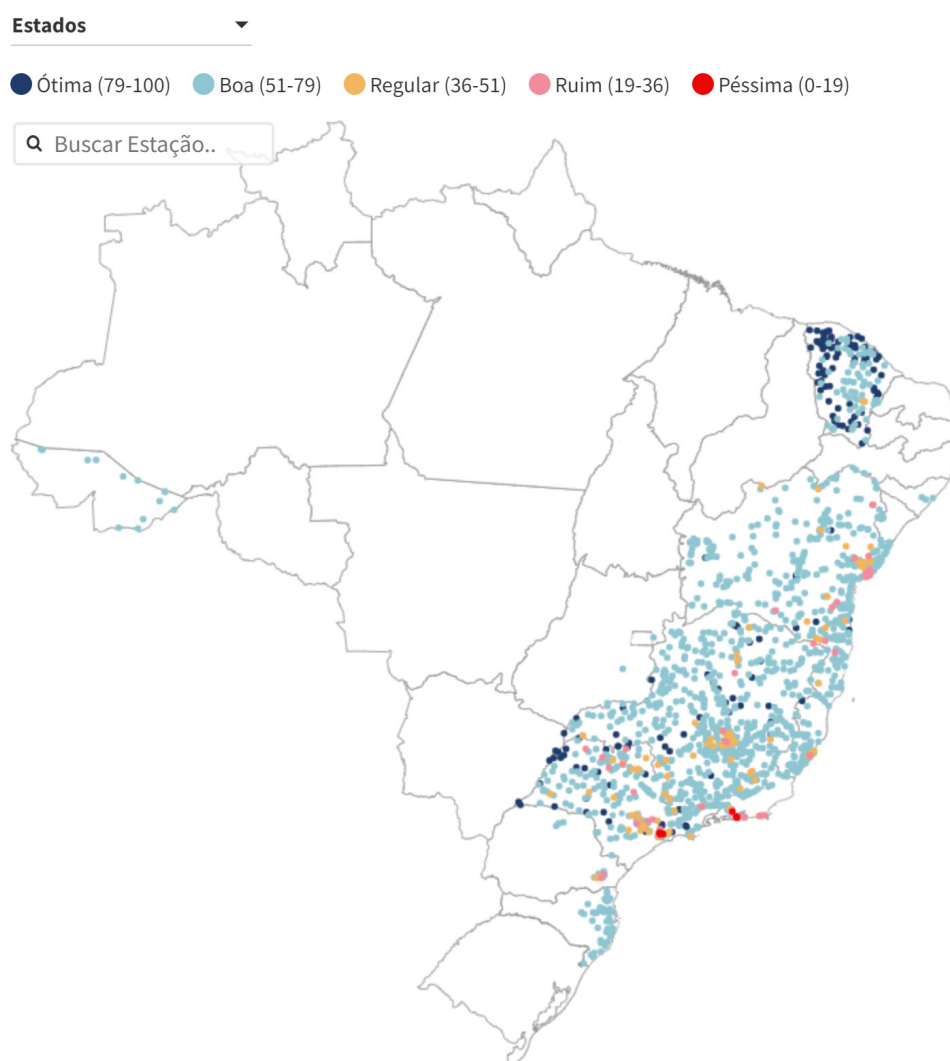 Estados
Ótima (79-100) Boa (51-79) Regular (36-51) Ruim (19-36) Péssima (0-19)
Buscar Estação..